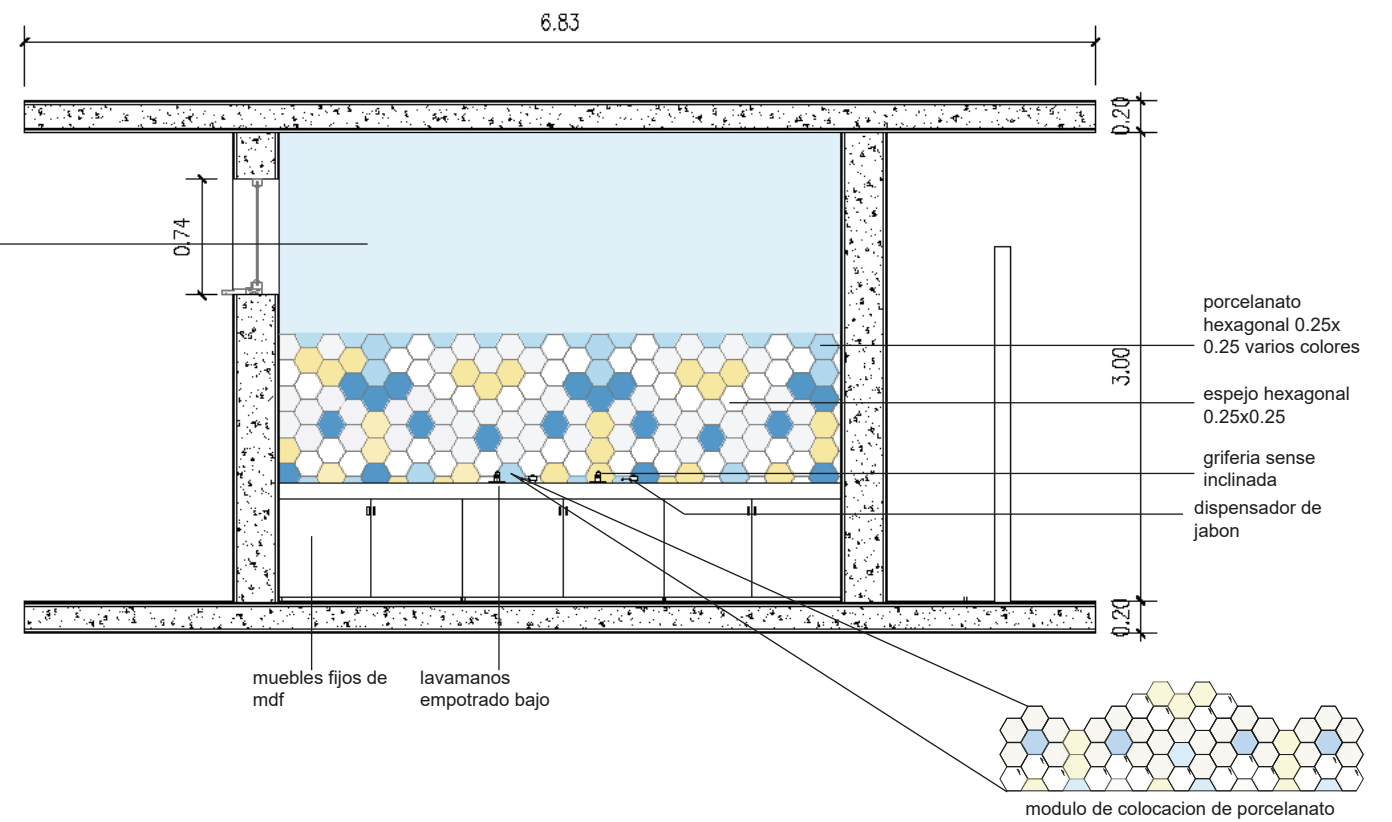 6.83
0.20
0.74
3.00
porcelanato
hexagonal 0.25x
0.25 varios colores
espejo hexagonal
0.25x0.25
griferia sense
inclinada
dispensador de
jabon
0.20
muebles fijos de
mdf
lavamanos
empotrado bajo
modulo de colocacion de porcelanato